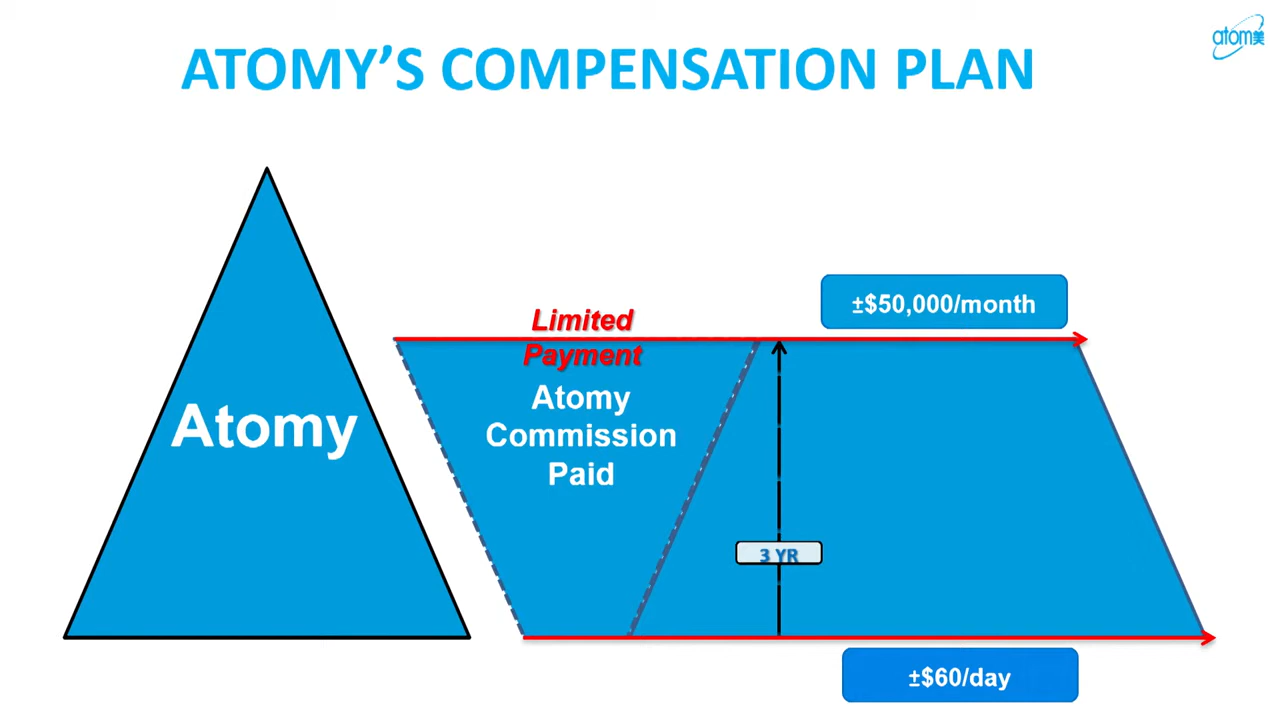 ATOMY’S COMPENSATION PLAN
atom美
Atomy
Limited
Payment
Atomy
Commission
Paid
±$50,000/month
3 YR
±$60/day